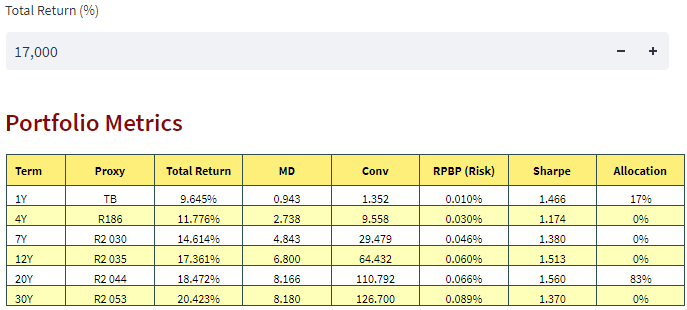 Total Return (%)
17,000 − +
Portfolio Metrics
Term Proxy Total Return MD Conv RPBP (Risk) Sharpe Allocation
1Y TB 9.645% 0.943 1.352 0.010% 1.466 17%
4Y R186 11.776% 2.738 9.558 0.030% 1.174 0%
7Y R2 030 14.614% 4.843 29.479 0.046% 1.380 0%
12Y R2 035 17.361% 6.800 64.432 0.060% 1.513 0%
20Y R2 044 18.472% 8.166 110.792 0.066% 1.560 83%
30Y R2 053 20.423% 8.180 126.700 0.089% 1.370 0%